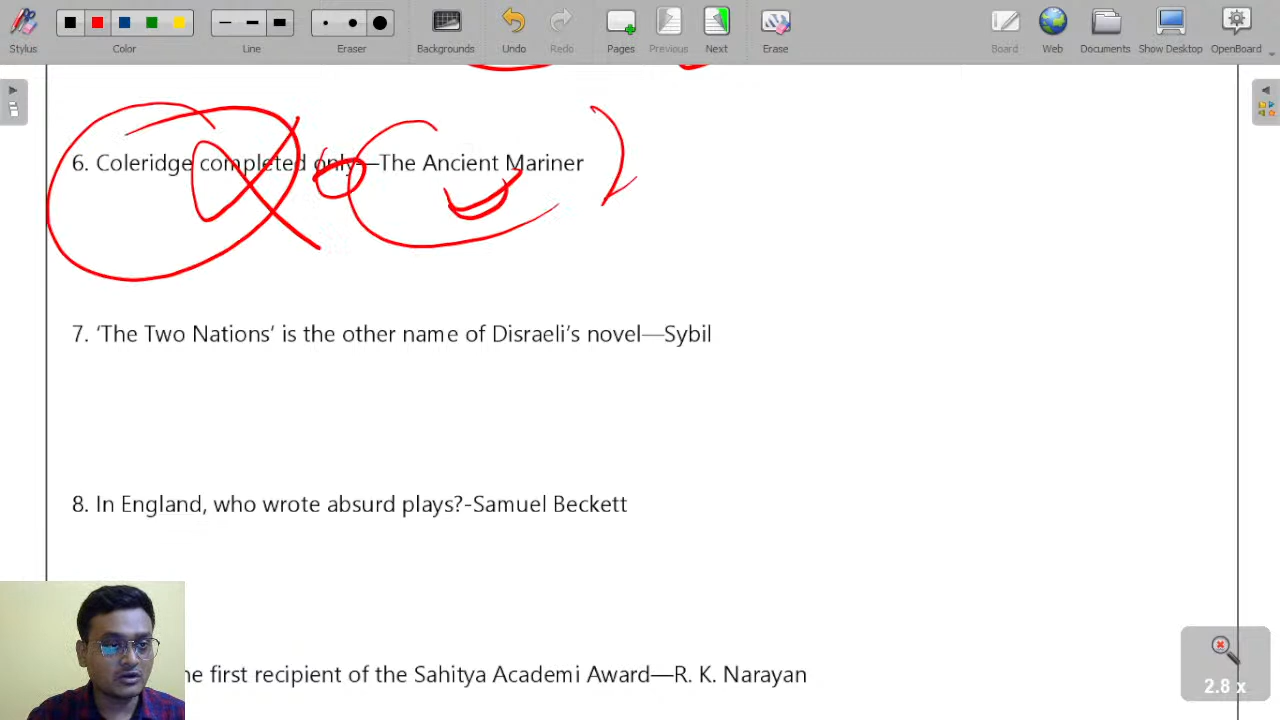 Stylus
Color
Line
Eraser
Backgrounds
Undo
Redo
Pages
Previous
Next
Erase
Board
Web
Documents
Show Desktop
OpenBoard
6. Coleridge completed only—The Ancient Mariner
7. ‘The Two Nations’ is the other name of Disraeli’s novel—Sybil
8. In England, who wrote absurd plays?-Samuel Beckett
first recipient of the Sahitya Academi Award—R. K. Narayan
2.8 x